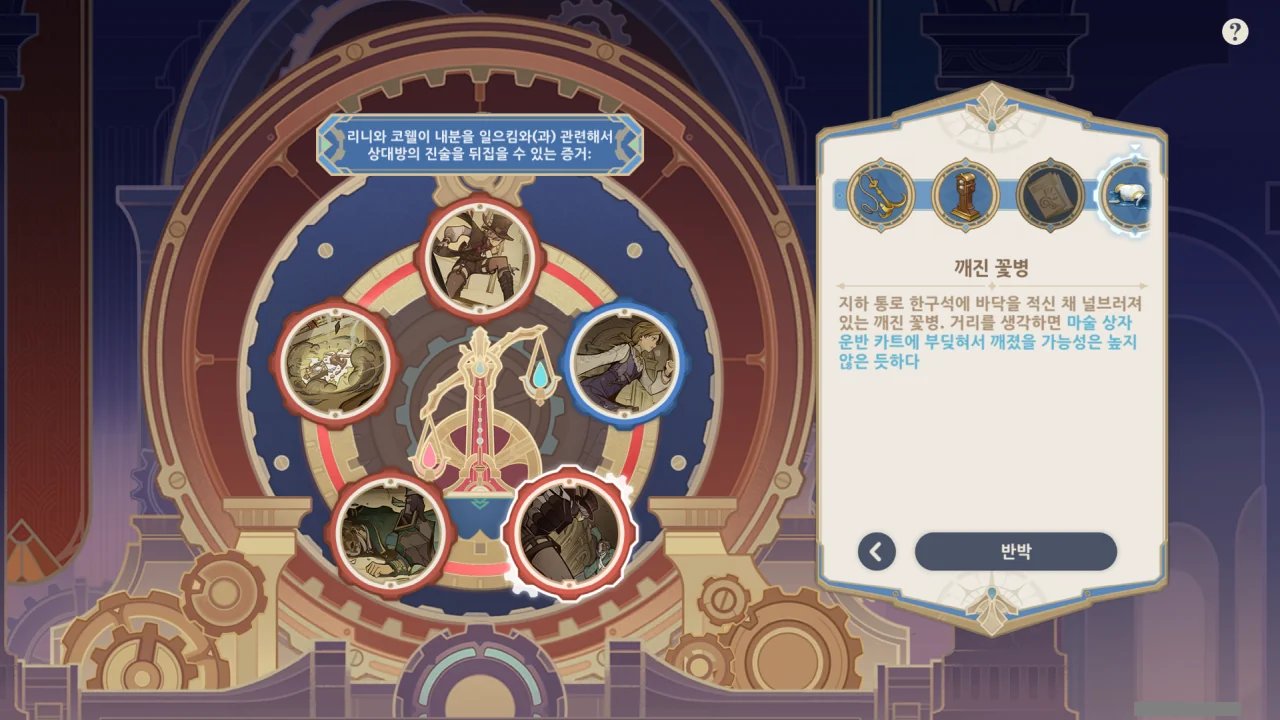 ?
리니와 코웰이 내분을 일으킴와(과) 관련해서
상대방의 진술을 뒤집을 수 있는 증거:
깨진 꽃병
지하 통로 한구석에 바닥을 적신 채 널브러져
있는 깨진 꽃병. 거리를 생각하면 마술 상자
운반 카트에 부딪혀서 깨졌을 가능성은 높지
않은 듯하다
반박